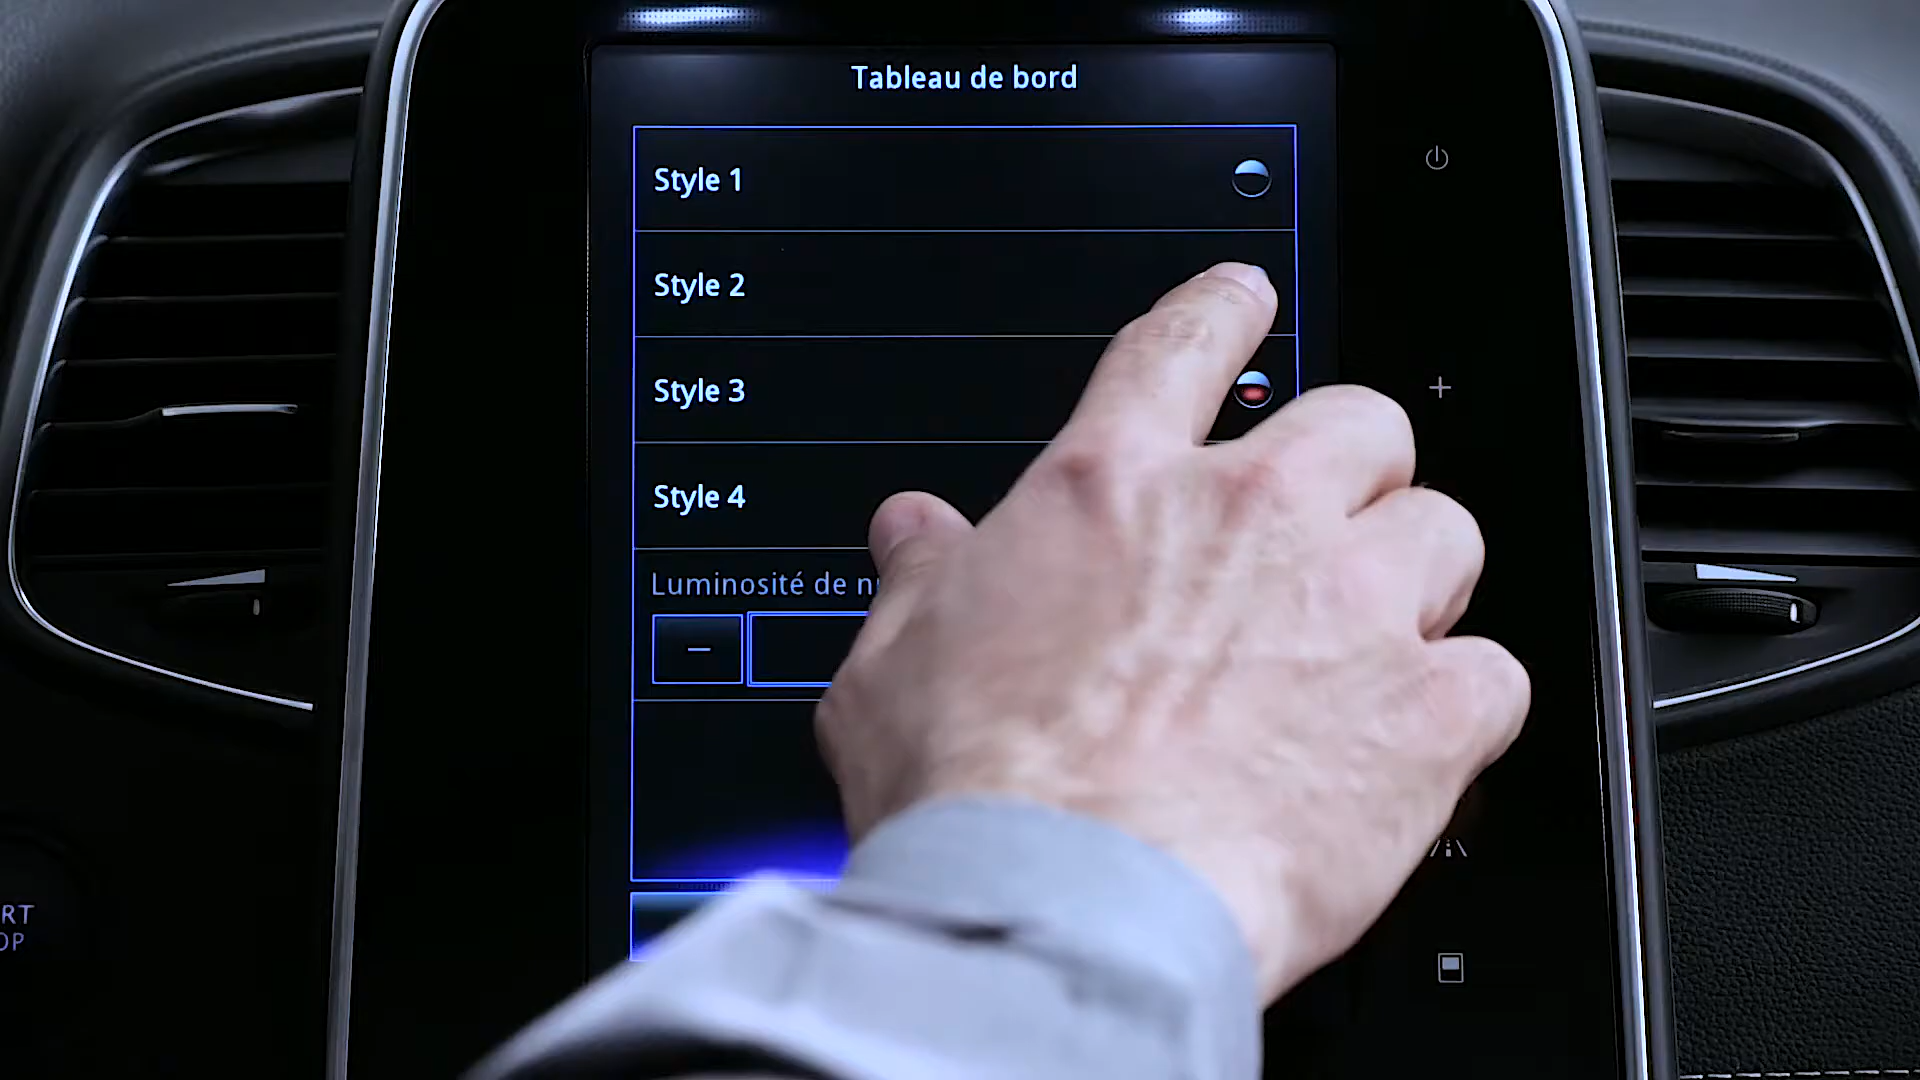 Tableau de bord
Style 1
Style 2
Style 3
Style 4
Luminosité de